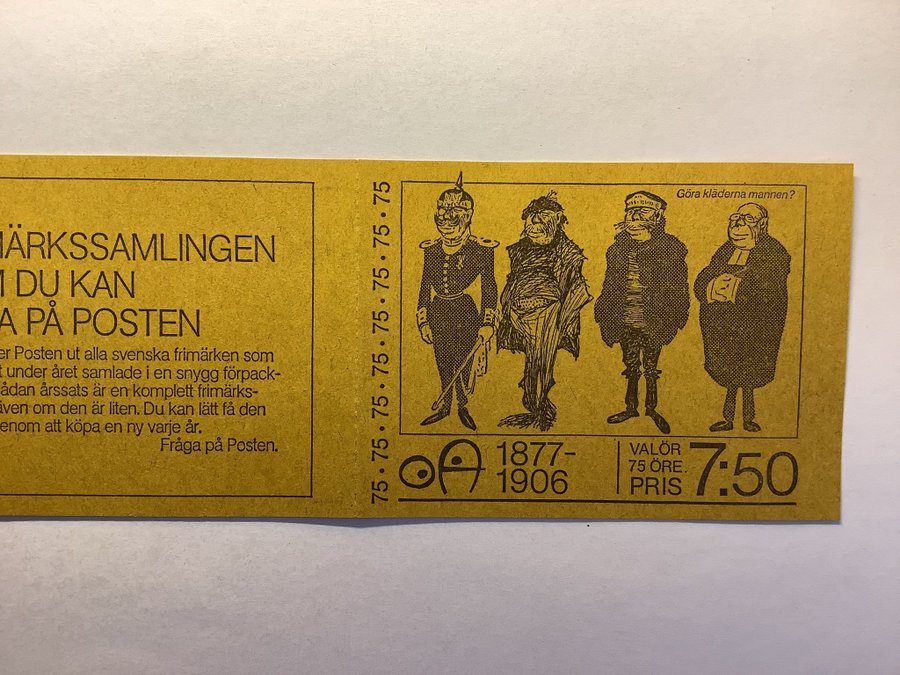 MÄRKSSAMLINGEN
M DU KAN
A PÅ POSTEN
er Posten ut alla svenska frimärken som
t under året samlade i en snygg förpack-
ådan årssats är en komplett frimärks-
även om den är liten. Du kan lätt få den
enom att köpa en ny varje år.
Fråga på Posten.
75 • 75 • 75 • 75 • 75 • 75 • 75 • 75
Göra kläderna mannen?
OA 1877-
1906
VALÖR
75 ÖRE.
PRIS 7:50